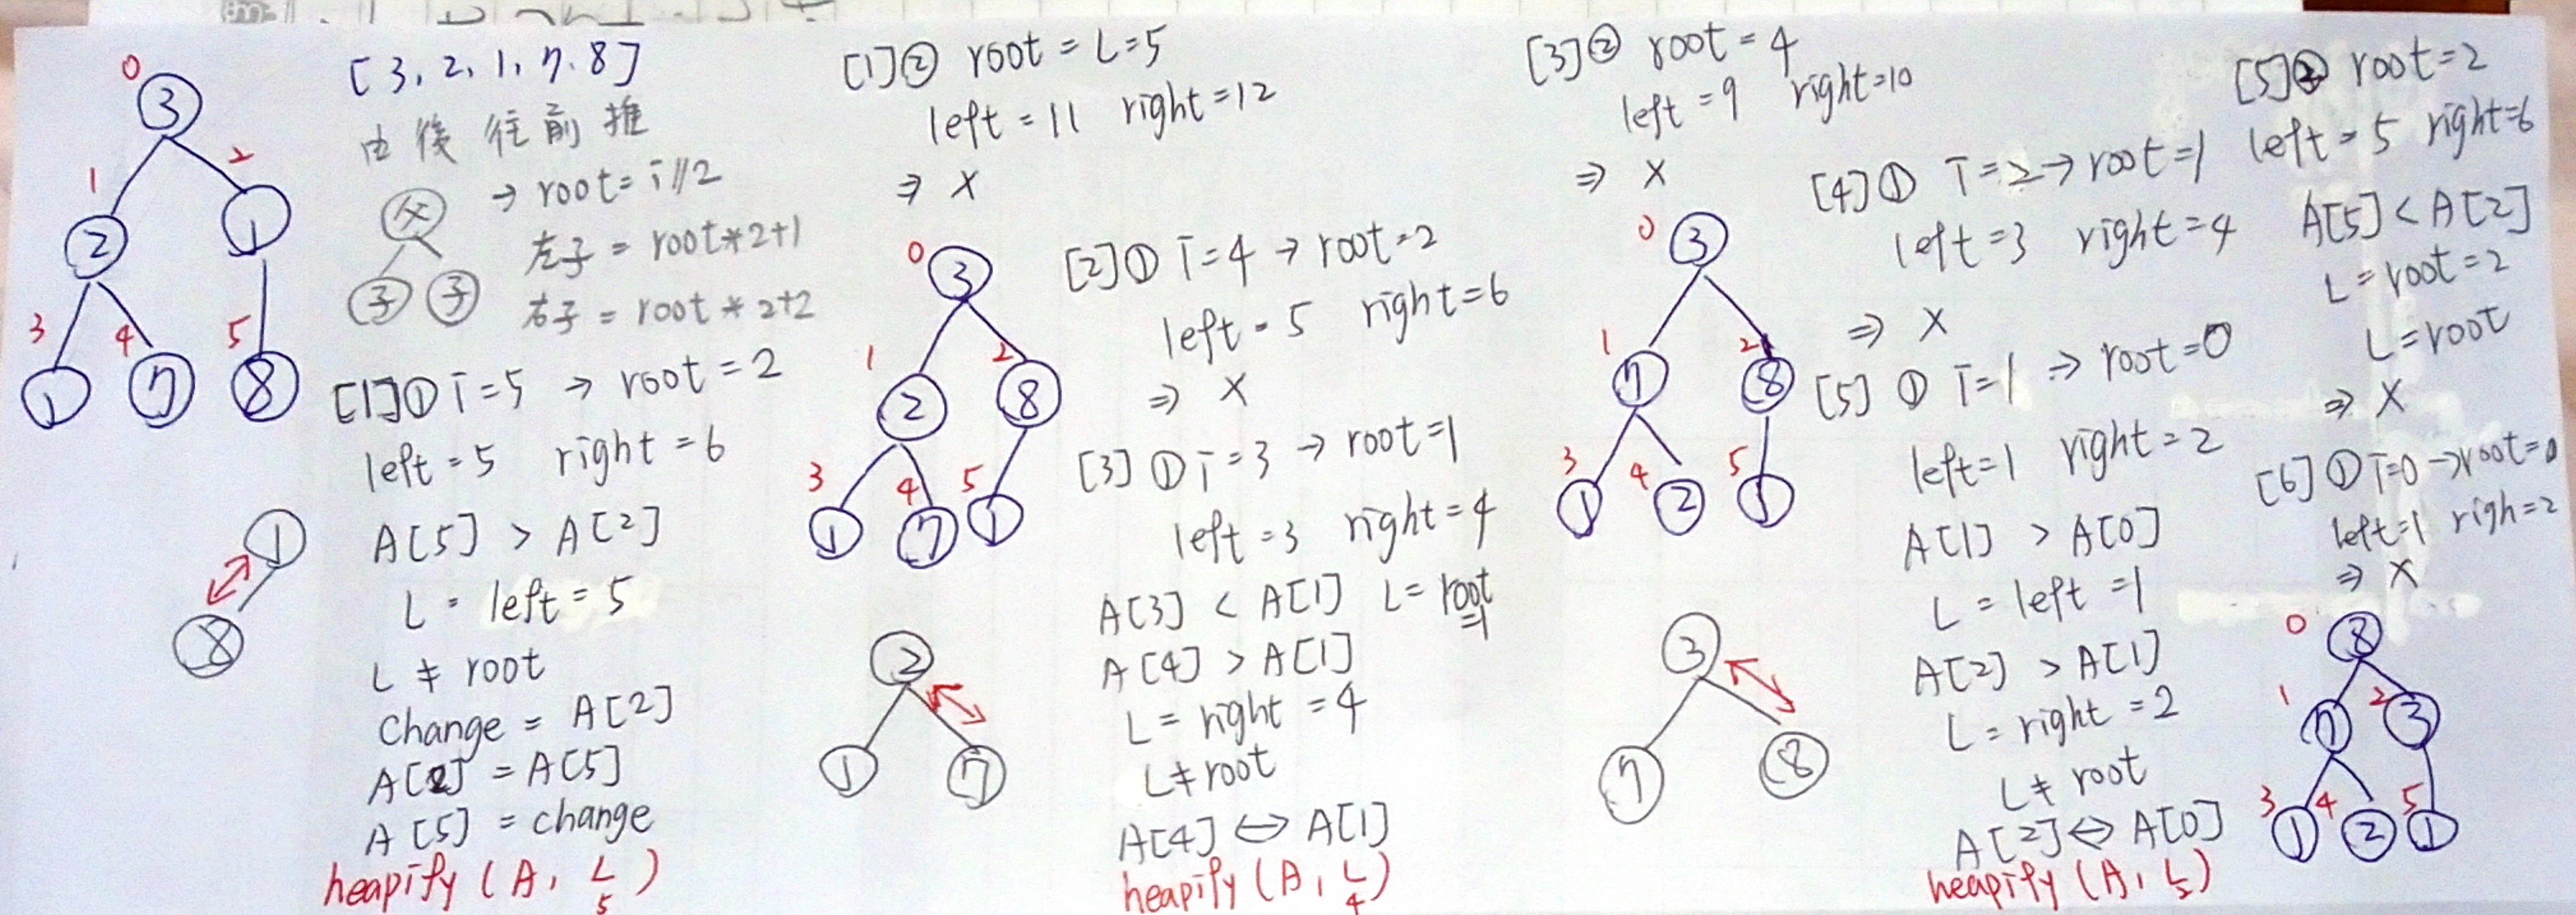 [3, 2, 1, 7, 8]
由後往前推
→ root = i//2
父
左子 = root*2+1
子 子
右子 = root*2+2
0
3
1 2
2 1
3 4 5
1 7 8
[1]① i=5 → root = 2
left = 5 right = 6
A[5] > A[2]
L = left = 5
L ≠ root
change = A[2]
A[2] = A[5]
A[5] = change
heapify (A, L)
5
1
8
[1]② root = L = 5
left = 11 right = 12
⇒ X
0
3
1 2
2 8
3 4 5
1 7 1
2
1 7
[2]① i=4 → root=2
left = 5 right = 6
⇒ X
[3]① i=3 → root=1
left = 3 right = 4
A[3] < A[1] L = root
=1
A[4] > A[1]
L = right = 4
L ≠ root
A[4] ⇔ A[1]
heapify (A, L)
4
[3]② root = 4
left = 9 right=10
⇒ X
0
3
1 2
7 8
3 4 5
1 2 1
3
7 8
[4]① i=2 → root=1
left = 3 right = 4
⇒ X
[5]① i=1 → root=0
left=1 right = 2
A[1] > A[0]
L = left = 1
A[2] > A[1]
L = right = 2
L ≠ root
A[2] ⇔ A[0]
heapify (A, L)
[5]② root=2
left = 5 right=6
A[5] < A[2]
L = root = 2
L = root
⇒ X
[6]① i=0 → root=0
left=1 righ=2
⇒ X
0
8
1 2
7 3
3 4 5
1 2 1